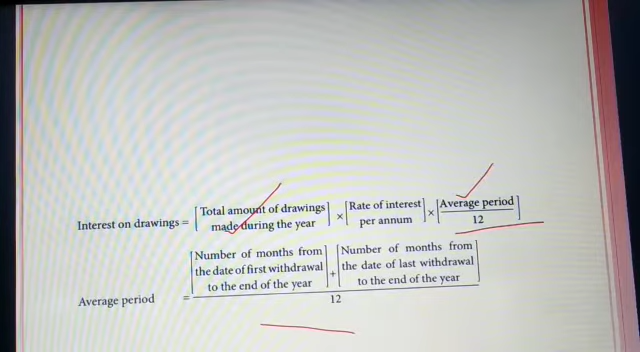 Interest on drawings = [Total amount of drawings made during the year] × [Rate of interest per annum] × [Average period / 12]
Average period = [Number of months from the date of first withdrawal to the end of the year] + [Number of months from the date of last withdrawal to the end of the year] / 12